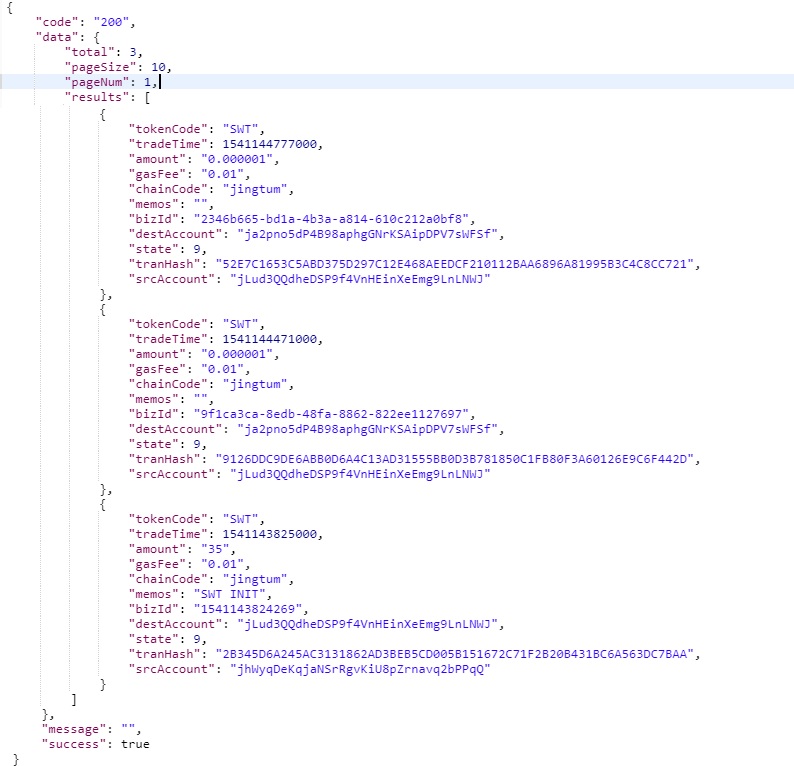 {
"code": "200",
"data": {
"total": 3,
"pageSize": 10,
"pageNum": 1,
"results": [
{
"tokenCode": "SWT",
"tradeTime": 1541144777000,
"amount": "0.000001",
"gasFee": "0.01",
"chainCode": "jingtum",
"memos": "",
"bizId": "2346b665-bd1a-4b3a-a814-610c212a0bf8",
"destAccount": "ja2pno5dP4B98aphgGNrKSAipDPV7sWFSf",
"state": 9,
"tranHash": "52E7C1653C5ABD375D297C12E468AEEDCF210112BAA6896A81995B3C4C8CC721",
"srcAccount": "jLud3QQdheDSP9f4VnHEinXeEmg9LnLNWJ"
},
{
"tokenCode": "SWT",
"tradeTime": 1541144471000,
"amount": "0.000001",
"gasFee": "0.01",
"chainCode": "jingtum",
"memos": "",
"bizId": "9f1ca3ca-8edb-48fa-8862-822ee1127697",
"destAccount": "ja2pno5dP4B98aphgGNrKSAipDPV7sWFSf",
"state": 9,
"tranHash": "9126DDC9DE6ABB0D6A4C13AD31555BB0D3B781850C1FB80F3A60126E9C6F442D",
"srcAccount": "jLud3QQdheDSP9f4VnHEinXeEmg9LnLNWJ"
},
{
"tokenCode": "SWT",
"tradeTime": 1541143825000,
"amount": "35",
"gasFee": "0.01",
"chainCode": "jingtum",
"memos": "SWT INIT",
"bizId": "1541143824269",
"destAccount": "jLud3QQdheDSP9f4VnHEinXeEmg9LnLNWJ",
"state": 9,
"tranHash": "2B345D6A245AC3131862AD3BEB5CD005B151672C71F2B20B431BC6A563DC7BAA",
"srcAccount": "jhWyqDeKqjaNSrRgvKiU8pZrnavq2bPPqQ"
}
]
},
"message": "",
"success": true
}